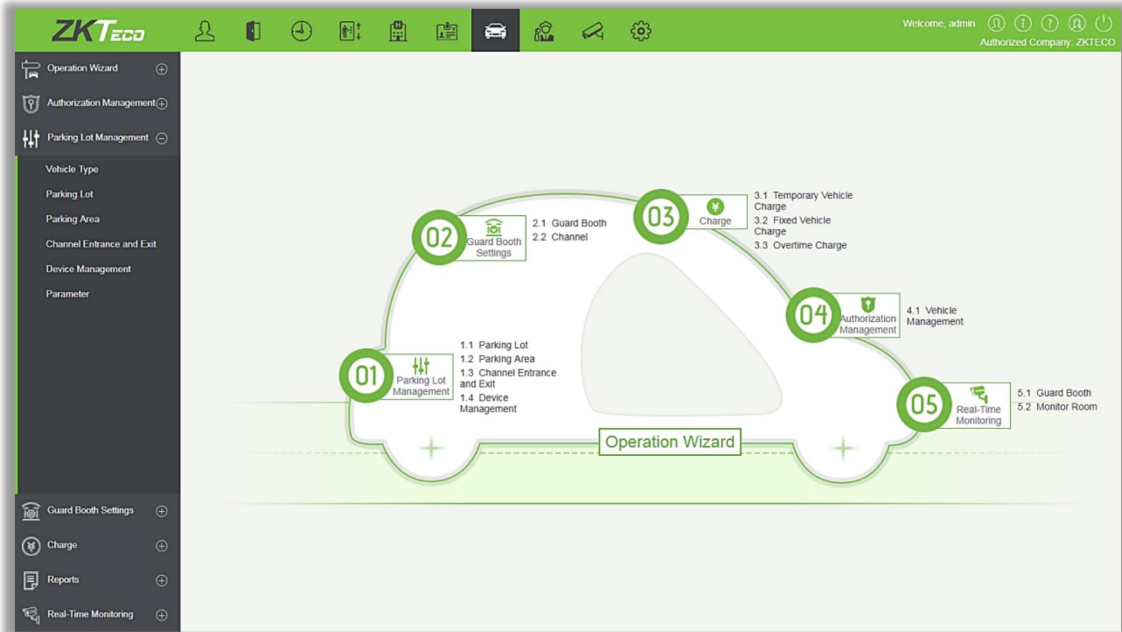 ZKTeco
Welcome, admin
Authorized Company: ZKTECO
Operation Wizard
Authorization Management
Parking Lot Management
Vehicle Type
Parking Lot
Parking Area
Channel Entrance and Exit
Device Management
Parameter
Guard Booth Settings
Charge
Reports
Real-Time Monitoring
01
Parking Lot
Management
1.1 Parking Lot
1.2 Parking Area
1.3 Channel Entrance
and Exit
1.4 Device
Management
02
Guard Booth
Settings
2.1 Guard Booth
2.2 Channel
03
Charge
3.1 Temporary Vehicle
Charge
3.2 Fixed Vehicle
Charge
3.3 Overtime Charge
04
Authorization
Management
4.1 Vehicle
Management
05
Real-Time
Monitoring
5.1 Guard Booth
5.2 Monitor Room
Operation Wizard